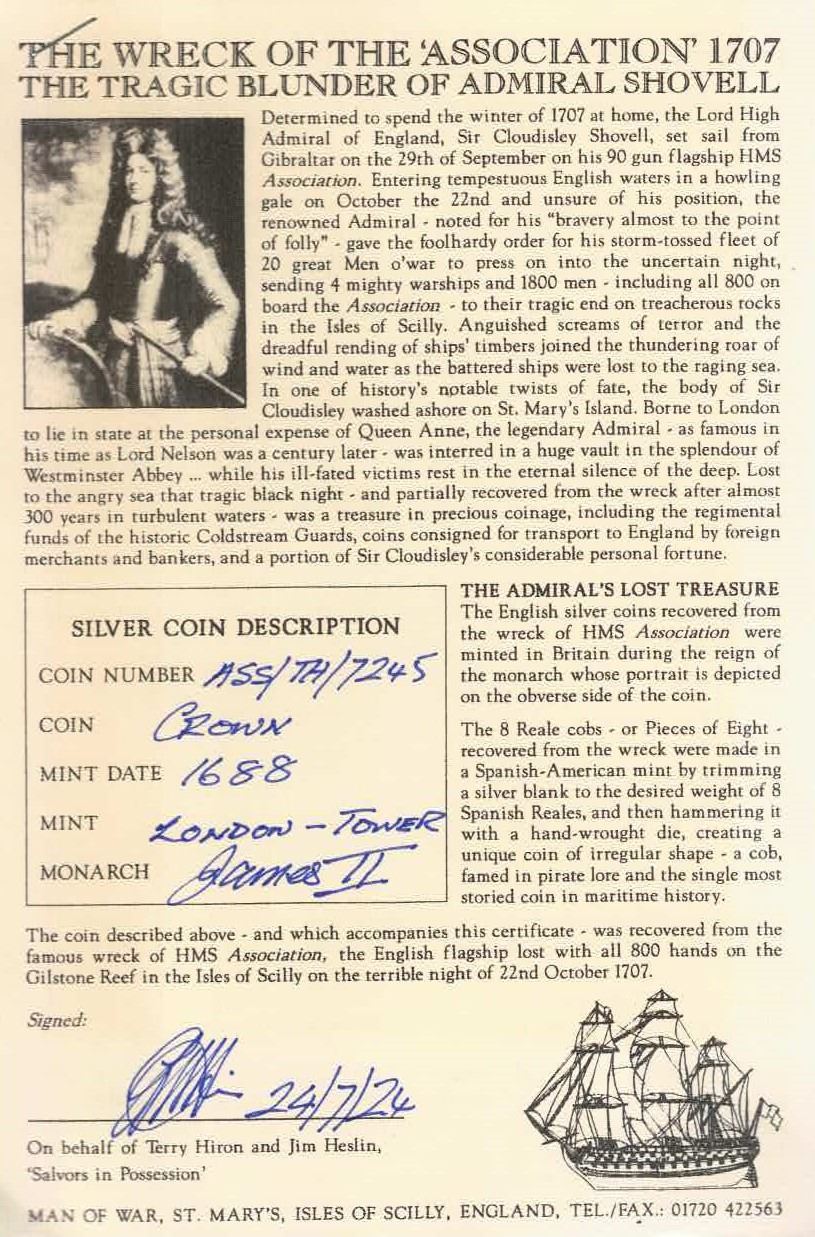 THE WRECK OF THE 'ASSOCIATION' 1707
THE TRAGIC BLUNDER OF ADMIRAL SHOVELL
Determined to spend the winter of 1707 at home, the Lord High
Admiral of England, Sir Cloudisley Shovell, set sail from
Gibraltar on the 29th of September on his 90 gun flagship HMS
Association. Entering tempestuous English waters in a howling
gale on October the 22nd and unsure of his position, the
renowned Admiral - noted for his "bravery almost to the point
of folly" - gave the foolhardy order for his storm-tossed fleet of
20 great Men o'war to press on into the uncertain night,
sending 4 mighty warships and 1800 men - including all 800 on
board the Association - to their tragic end on treacherous rocks
in the Isles of Scilly. Anguished screams of terror and the
dreadful rending of ships' timbers joined the thundering roar of
wind and water as the battered ships were lost to the raging sea.
In one of history's notable twists of fate, the body of Sir
Cloudisley washed ashore on St. Mary's Island. Borne to London
to lie in state at the personal expense of Queen Anne, the legendary Admiral - as famous in
his time as Lord Nelson was a century later - was interred in a huge vault in the splendour of
Westminster Abbey ... while his ill-fated victims rest in the eternal silence of the deep. Lost
to the angry sea that tragic black night - and partially recovered from the wreck after almost
300 years in turbulent waters - was a treasure in precious coinage, including the regimental
funds of the historic Coldstream Guards, coins consigned for transport to England by foreign
merchants and bankers, and a portion of Sir Cloudisley's considerable personal fortune.
SILVER COIN DESCRIPTION
COIN NUMBER ASS/TH/7245
COIN CROWN
MINT DATE 1688
MINT LONDON - TOWER
MONARCH James II
THE ADMIRAL'S LOST TREASURE
The English silver coins recovered from
the wreck of HMS Association were
minted in Britain during the reign of
the monarch whose portrait is depicted
on the obverse side of the coin.
The 8 Reale cobs - or Pieces of Eight -
recovered from the wreck were made in
a Spanish-American mint by trimming
a silver blank to the desired weight of 8
Spanish Reales, and then hammering it
with a hand-wrought die, creating a
unique coin of irregular shape - a cob,
famed in pirate lore and the single most
storied coin in maritime history.
The coin described above - and which accompanies this certificate - was recovered from the
famous wreck of HMS Association, the English flagship lost with all 800 hands on the
Gilstone Reef in the Isles of Scilly on the terrible night of 22nd October 1707.
Signed:
24/7/24
On behalf of Terry Hiron and Jim Heslin,
'Salvors in Possession'
MAN OF WAR, ST. MARY'S, ISLES OF SCILLY, ENGLAND, TEL./FAX.: 01720 422563